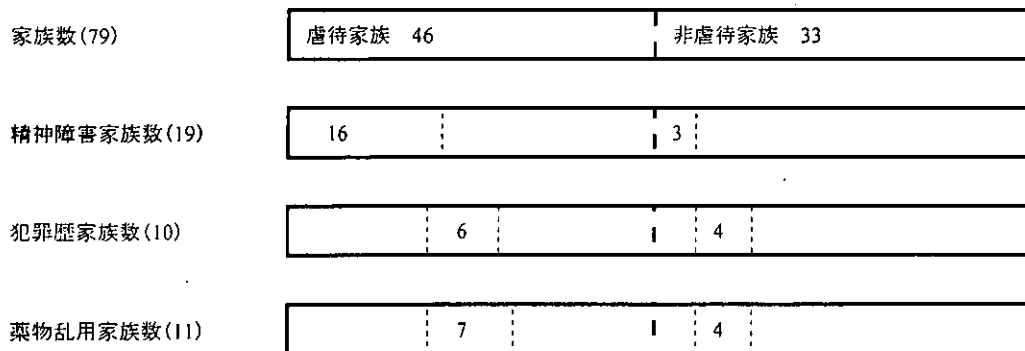 家族数(79) 虐待家族 46 非虐待家族 33
精神障害家族数(19) 16 3
犯罪歴家族数(10) 6 4
薬物乱用家族数(11) 7 4